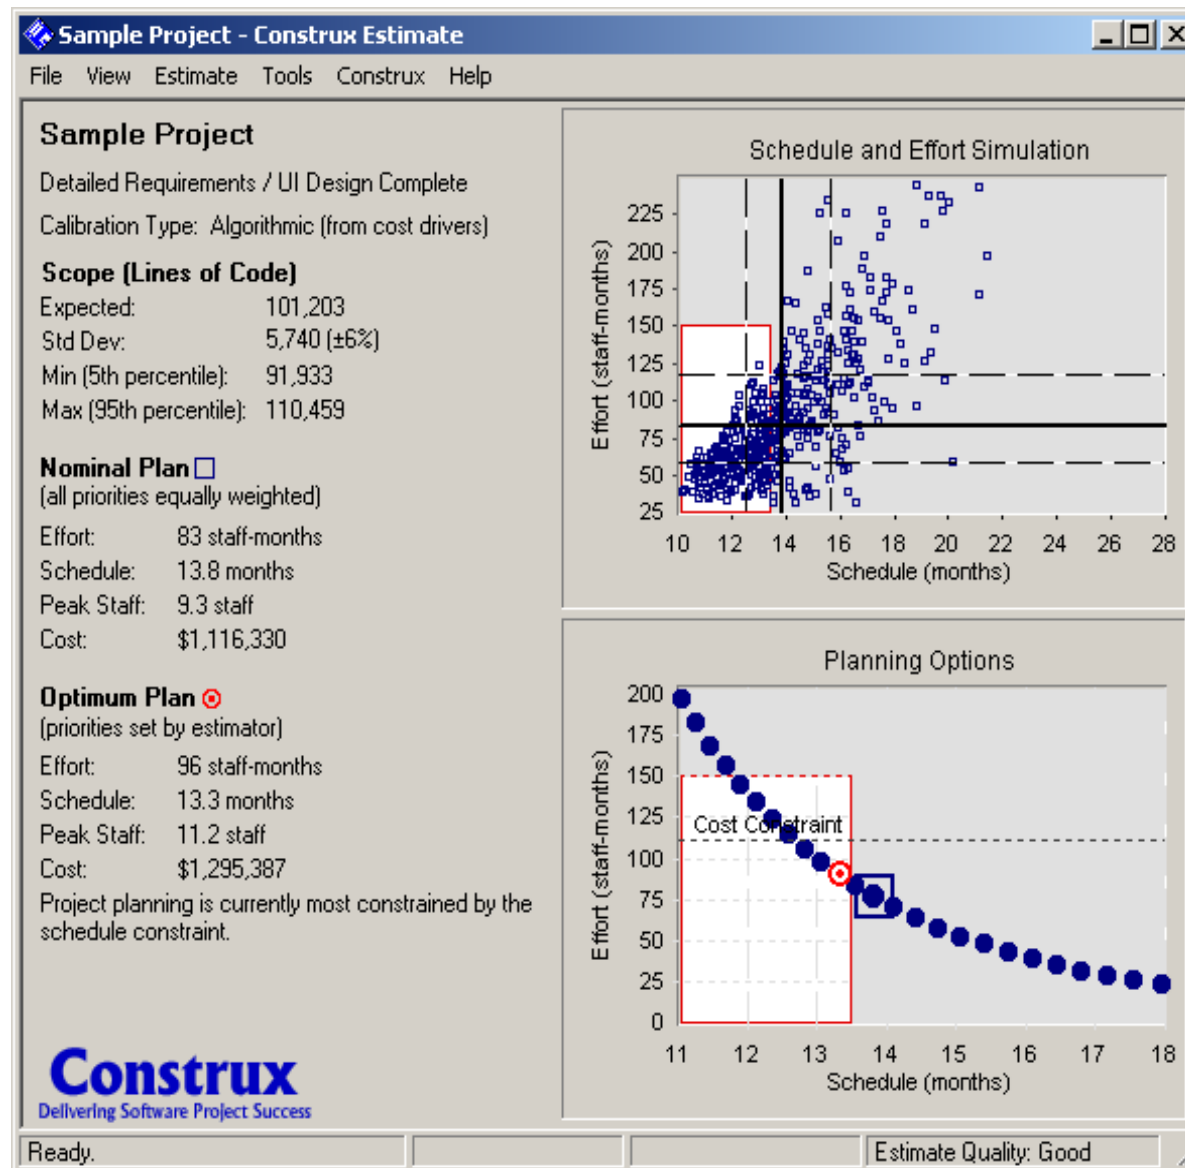 Sample Project - Construx Estimate
File View Estimate Tools Construx Help
Sample Project
Detailed Requirements / UI Design Complete
Calibration Type: Algorithmic (from cost drivers)
Scope (Lines of Code)
Expected: 101,203
Std Dev: 5,740 (±6%)
Min (5th percentile): 91,933
Max (95th percentile): 110,459
Nominal Plan
(all priorities equally weighted)
Effort: 83 staff-months
Schedule: 13.8 months
Peak Staff: 9.3 staff
Cost: $1,116,330
Optimum Plan
(priorities set by estimator)
Effort: 96 staff-months
Schedule: 13.3 months
Peak Staff: 11.2 staff
Cost: $1,295,387
Project planning is currently most constrained by the
schedule constraint.
Construx
Delivering Software Project Success
Schedule and Effort Simulation
Effort (staff-months)
225
200
175
150
125
100
75
50
25
10 12 14 16 18 20 22 24 26 28
Schedule (months)
Planning Options
Effort (staff-months)
200
175
150
125
100
75
50
25
0
Cost Constraint
11 12 13 14 15 16 17 18
Schedule (months)
Ready.
Estimate Quality: Good